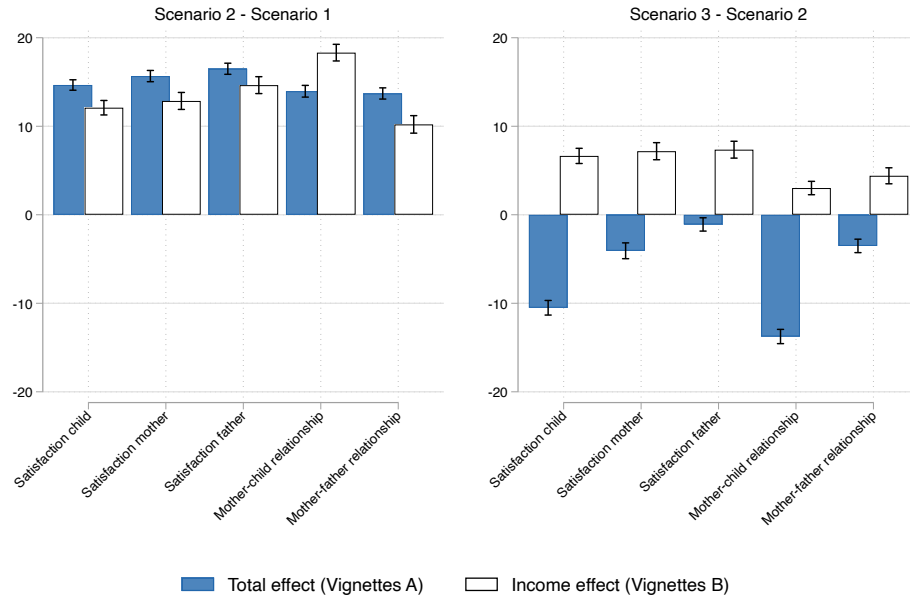 Scenario 2 - Scenario 1
20
10
0
-10
-20
Satisfaction child
Satisfaction mother
Satisfaction father
Mother-child relationship
Mother-father relationship
Scenario 3 - Scenario 2
20
10
0
-10
-20
Satisfaction child
Satisfaction mother
Satisfaction father
Mother-child relationship
Mother-father relationship
Total effect (Vignettes A)
Income effect (Vignettes B)